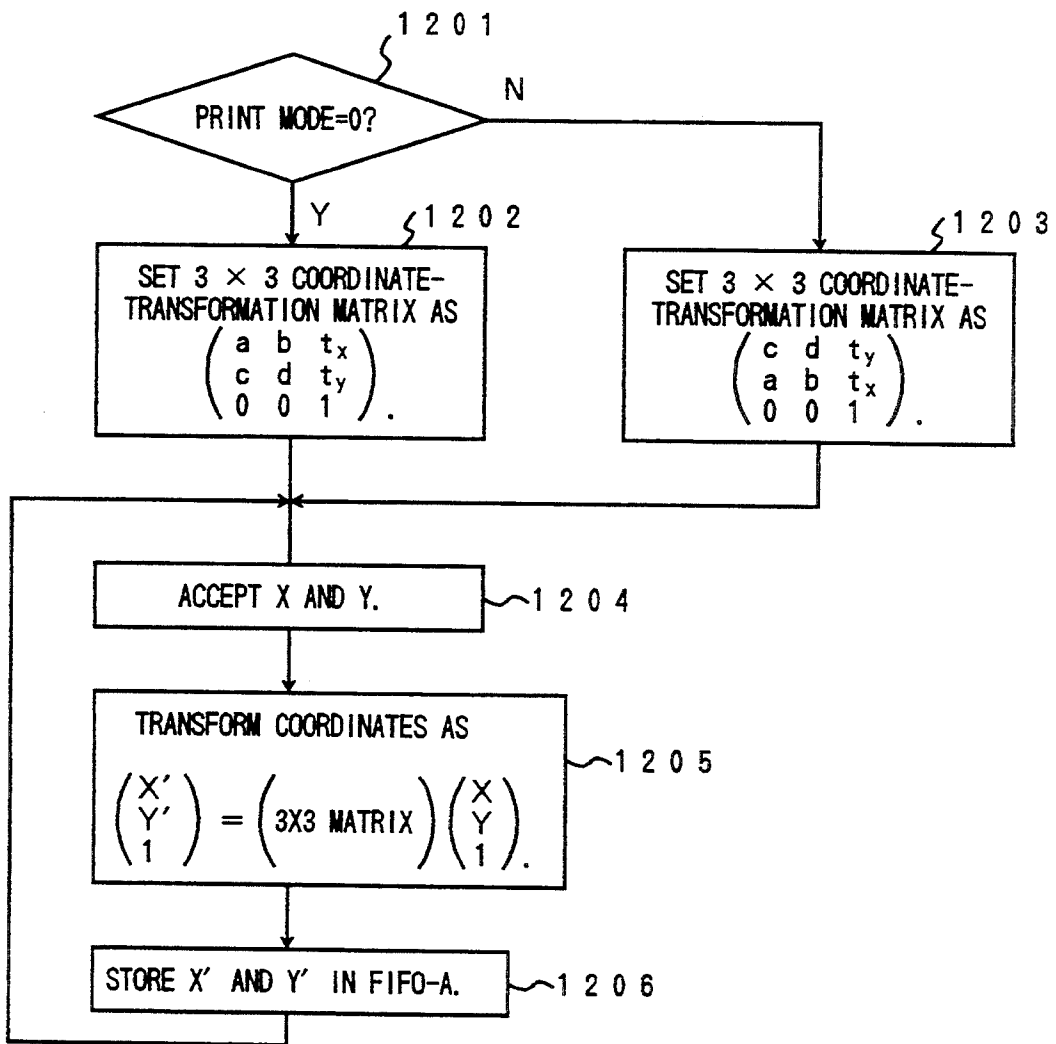 1201
PRINT MODE=0?
N
Y
1202
SET 3 × 3 COORDINATE-
TRANSFORMATION MATRIX AS
a b tx
c d ty
0 0 1 .
1203
SET 3 × 3 COORDINATE-
TRANSFORMATION MATRIX AS
c d ty
a b tx
0 0 1 .
ACCEPT X AND Y.
1204
TRANSFORM COORDINATES AS
1205
X′ X
Y′ = 3X3 MATRIX Y
1 1 .
STORE X′ AND Y′ IN FIFO-A.
1206